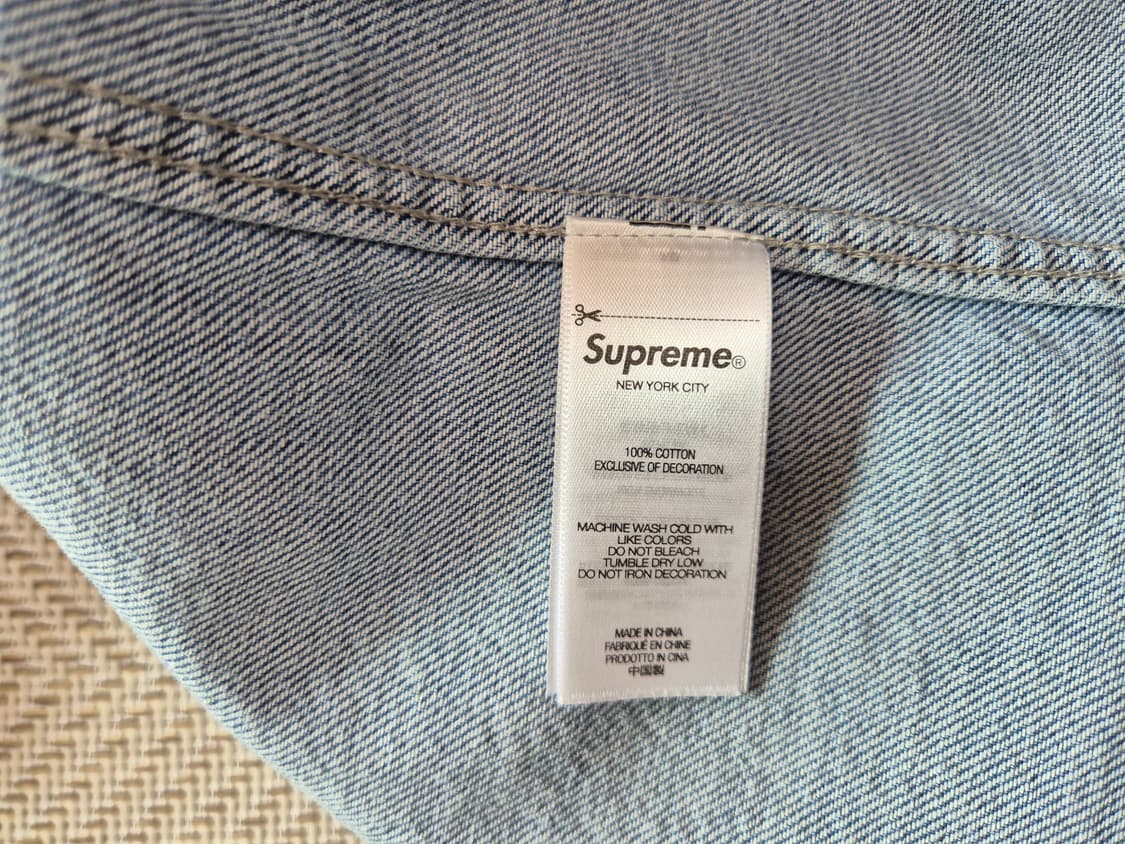 Supreme®
NEW YORK CITY
100% COTTON
EXCLUSIVE OF DECORATION
MACHINE WASH COLD WITH
LIKE COLORS
DO NOT BLEACH
TUMBLE DRY LOW
DO NOT IRON DECORATION
MADE IN CHINA
FABRIQUÉ EN CHINE
PRODOTTO IN CINA
中国製